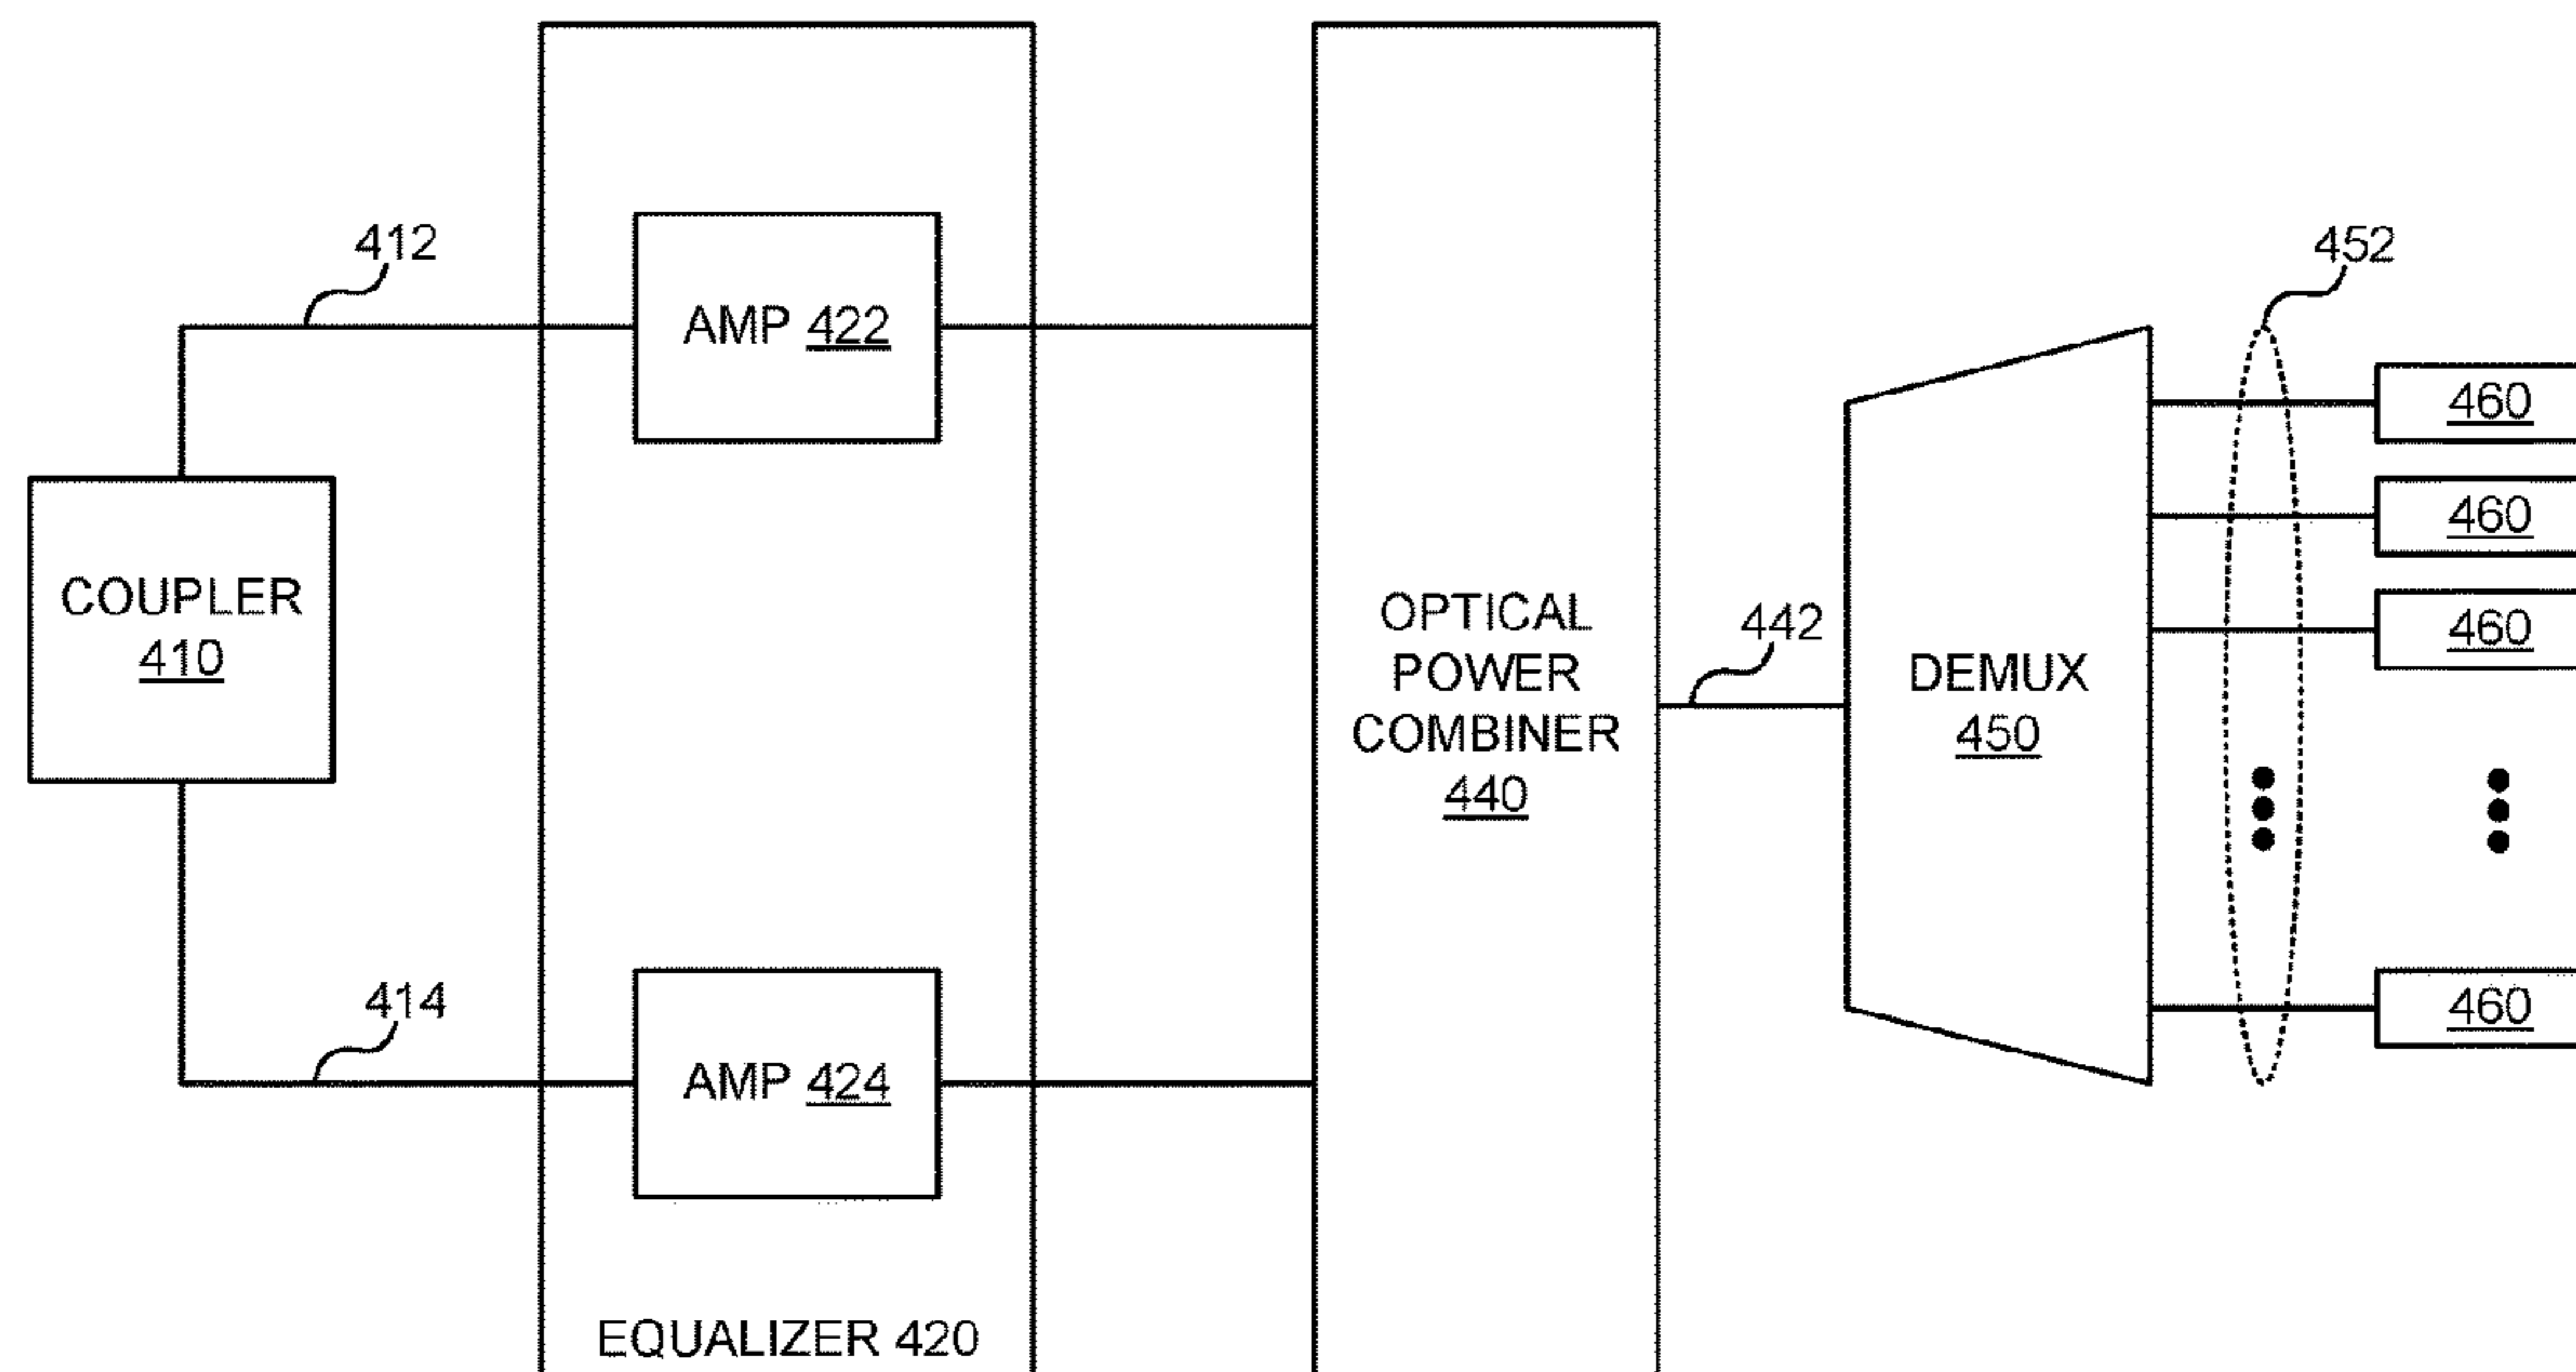 412
AMP 422
452
460
460
460
COUPLER
410
OPTICAL
POWER
COMBINER
440
442
DEMUX
450
414
AMP 424
460
EQUALIZER 420